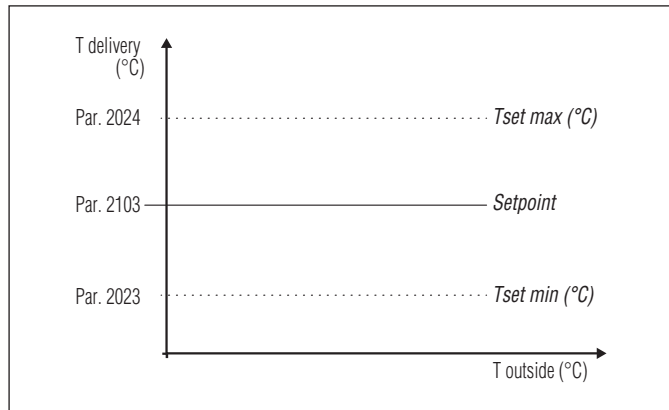 T delivery
(°C)
Par. 2024
Tset max (°C)
Par. 2103
Setpoint
Par. 2023
Tset min (°C)
T outside (°C)